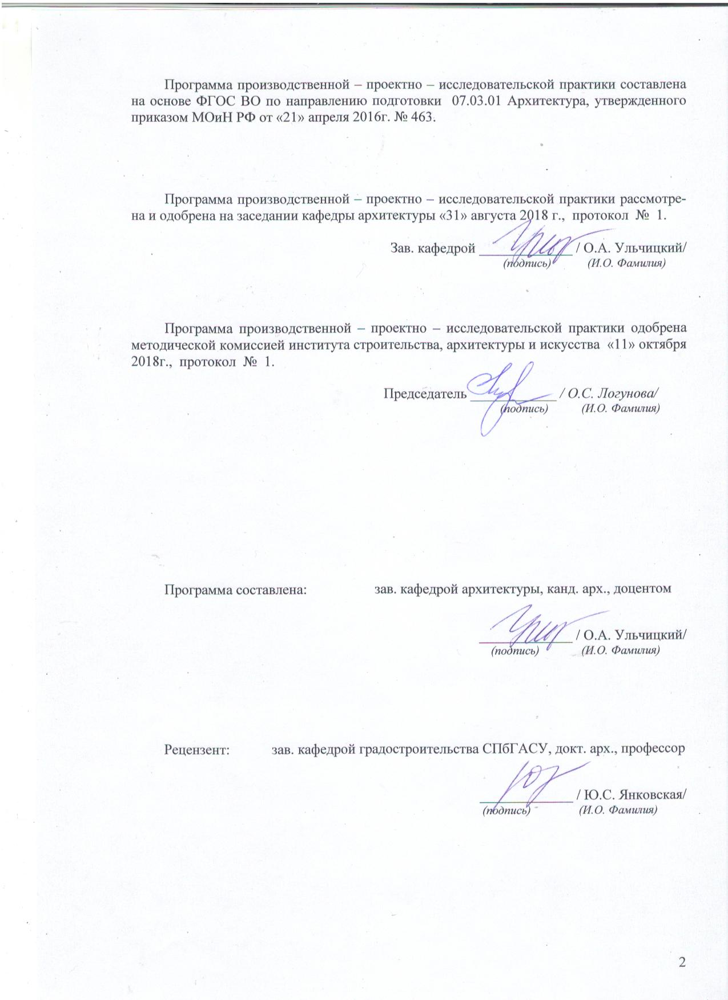 Программа производственной – проектно – исследовательской практики составлена
на основе ФГОС ВО по направлению подготовки 07.03.01 Архитектура, утвержденного
приказом МОиН РФ от «21» апреля 2016г. № 463.
Программа производственной – проектно – исследовательской практики рассмотре-
на и одобрена на заседании кафедры архитектуры «31» августа 2018 г., протокол № 1.
Зав. кафедрой ______________ / О.А. Ульчицкий/
(подпись) (И.О. Фамилия)
Программа производственной – проектно – исследовательской практики одобрена
методической комиссией института строительства, архитектуры и искусства «11» октября
2018г., протокол № 1.
Председатель _____________ / О.С. Логунова/
(подпись) (И.О. Фамилия)
Программа составлена: зав. кафедрой архитектуры, канд. арх., доцентом
______________ / О.А. Ульчицкий/
(подпись) (И.О. Фамилия)
Рецензент: зав. кафедрой градостроительства СПбГАСУ, докт. арх., профессор
______________ / Ю.С. Янковская/
(подпись) (И.О. Фамилия)
2